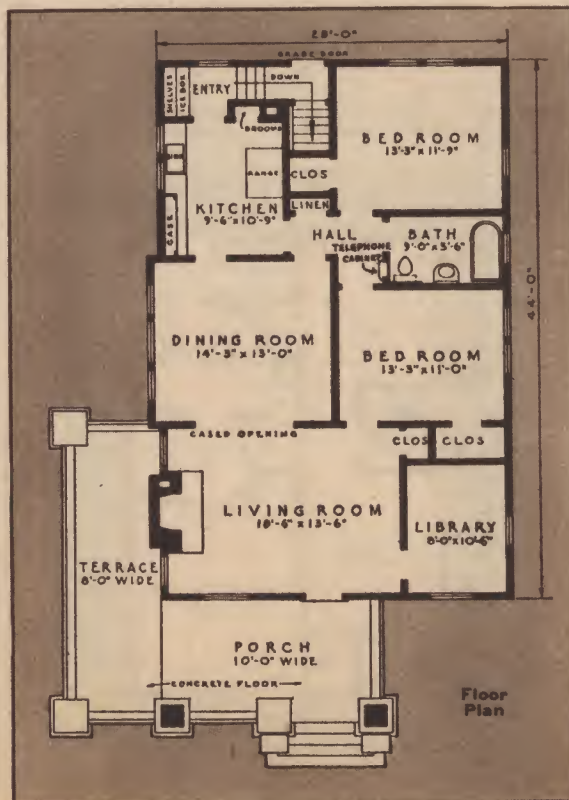 28'-0"
GRADE DOOR
SHELVES
ICE BOX
ENTRY
DOWN
BROOMS
BED ROOM
13'-3" x 11'-9"
RANGE
CLOS
KITCHEN
9'-6" x 10'-9"
LINEN
CASE
HALL
BATH
9'-0" x 5'-6"
TELEPHONE
CABINET
44'-0"
DINING ROOM
14'-3" x 13'-0"
BED ROOM
13'-3" x 11'-0"
CASED OPENING
CLOS
CLOS
LIVING ROOM
18'-6" x 13'-6"
LIBRARY
8'-0" x 10'-6"
TERRACE
8'-0" WIDE
PORCH
10'-0" WIDE
CONCRETE FLOOR
Floor
Plan